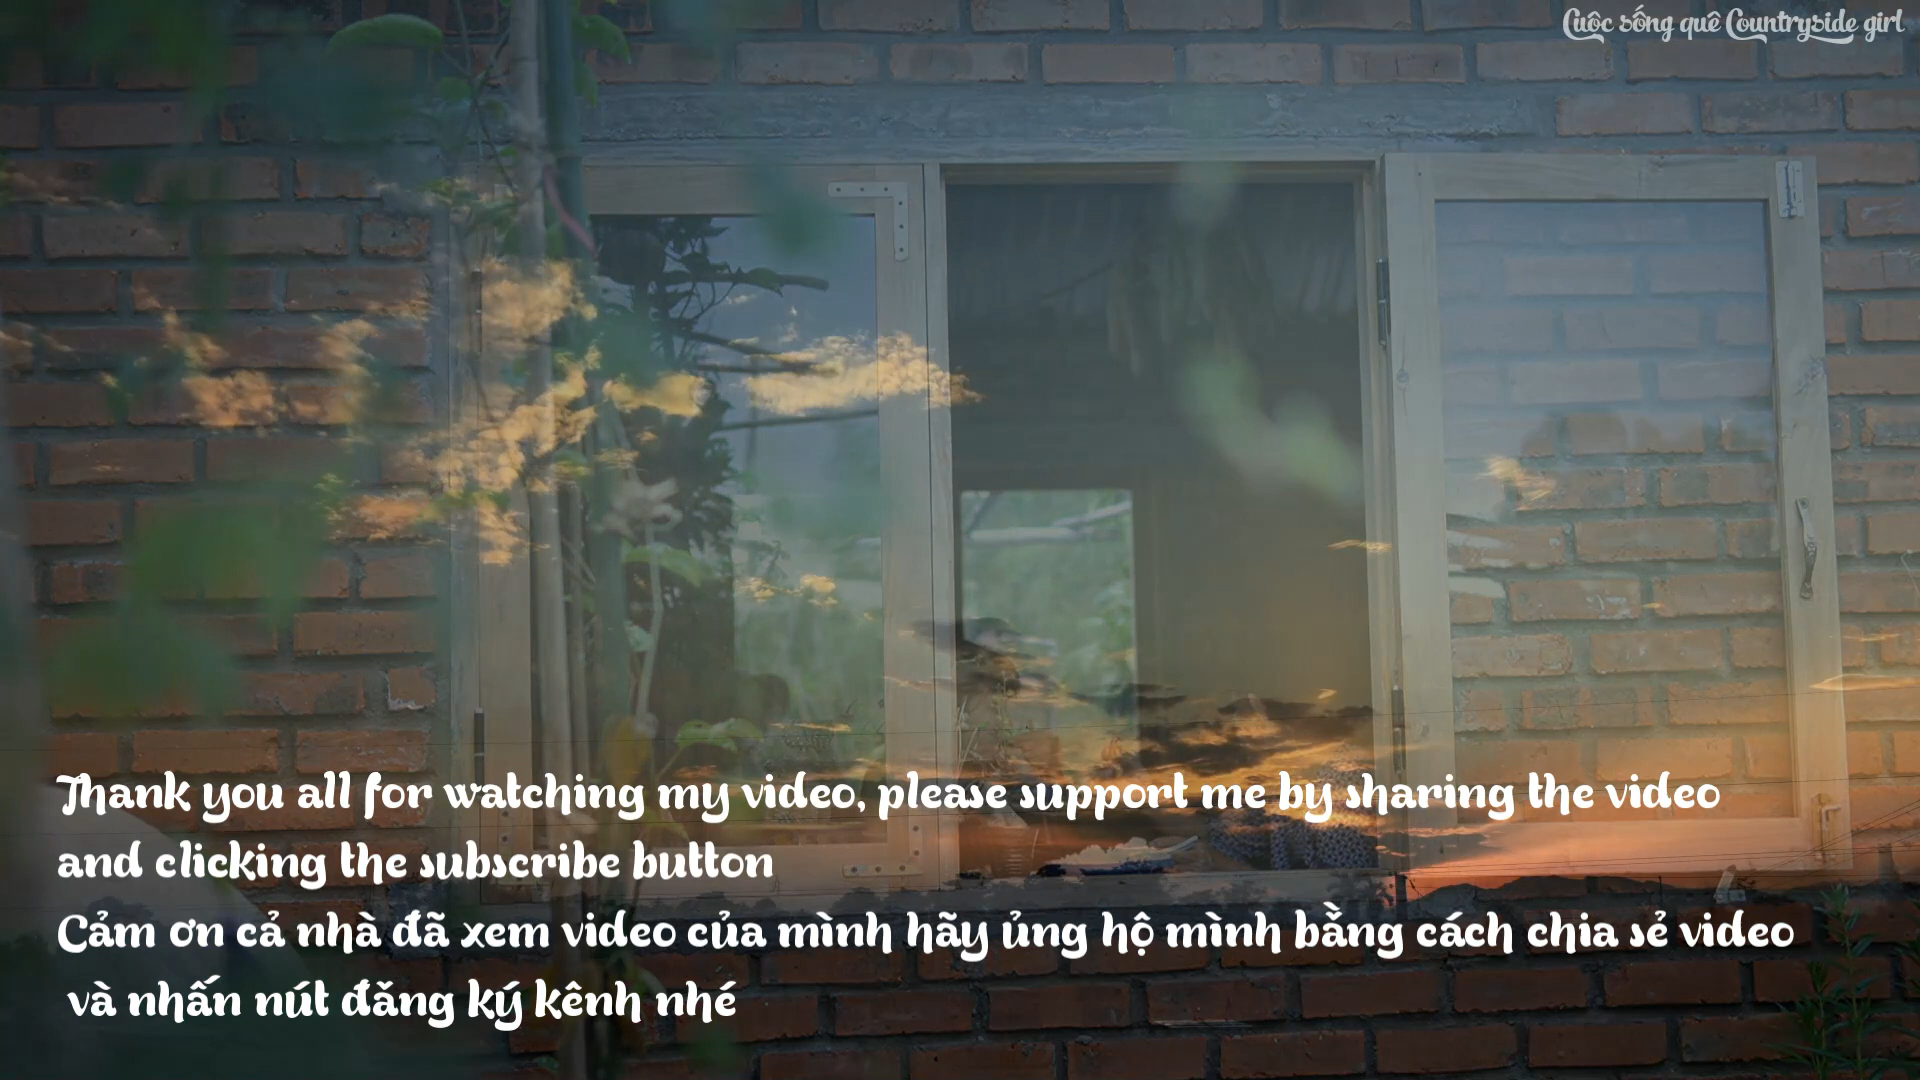 Cuộc sống quê Countryside girl
Thank you all for watching my video, please support me by sharing the video
and clicking the subscribe button
Cảm ơn cả nhà đã xem video của mình hãy ủng hộ mình bằng cách chia sẻ video
và nhấn nút đăng ký kênh nhé